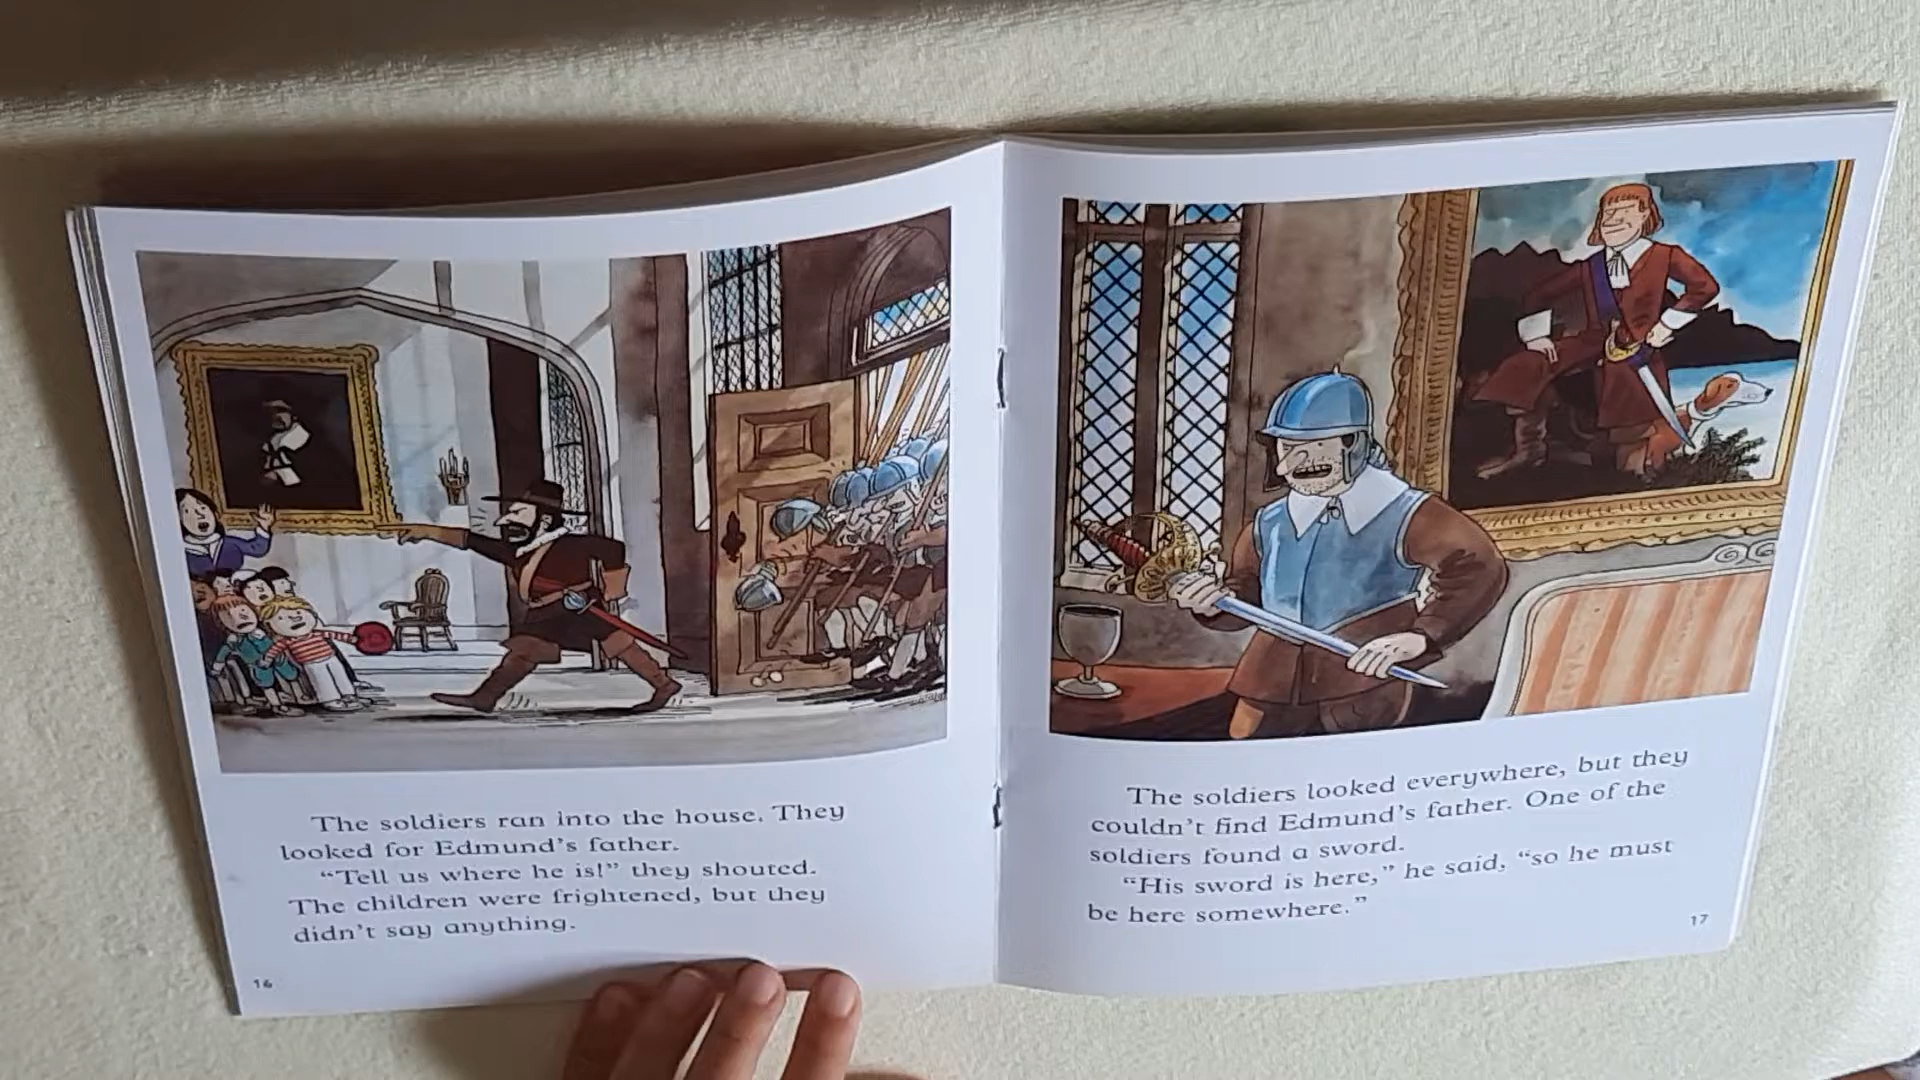 The soldiers ran into the house. They
looked for Edmund's father.
“Tell us where he is!” they shouted.
The children were frightened, but they
didn't say anything.
16
The soldiers looked everywhere, but they
couldn't find Edmund's father. One of the
soldiers found a sword.
“His sword is here,” he said, “so he must
be here somewhere.”
17